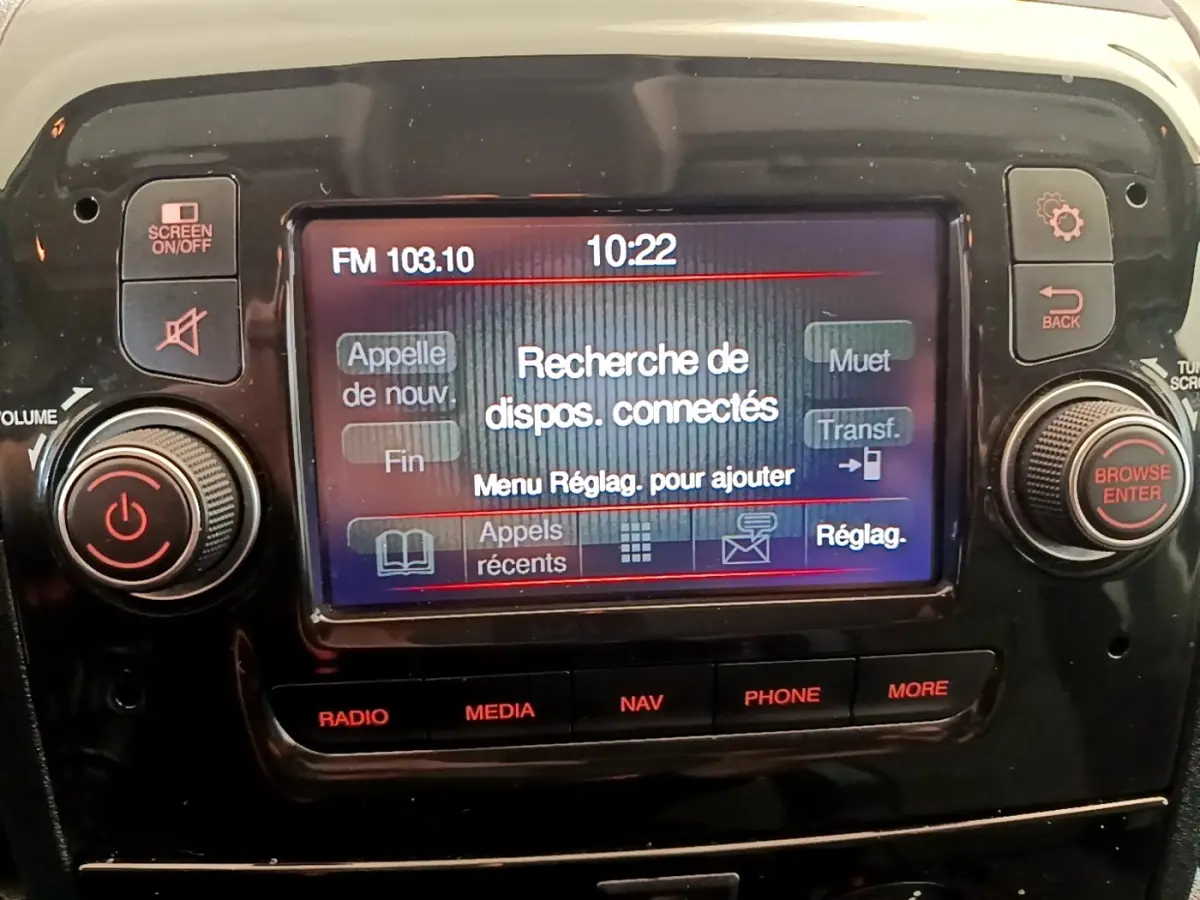 SCREEN
ON/OFF
VOLUME
FM 103.10
10:22
Appelle
de nouv.
Fin
Recherche de
dispos. connectés
Menu Réglag. pour ajouter
Muet
Transf.
Appels
récents
Réglag.
BACK
BROWSE
ENTER
RADIO
MEDIA
NAV
PHONE
MORE